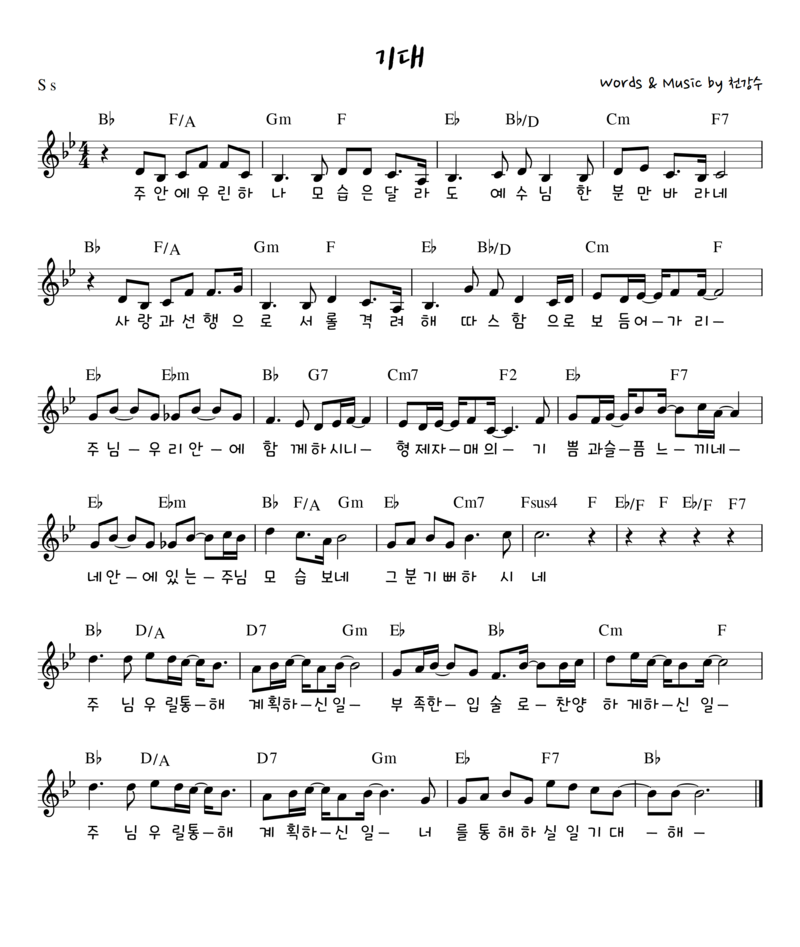 기대
S s
Words & Music by 천강수
B♭ F/A Gm F E♭ B♭/D Cm F7
주 안 에 우 린 하 나 모 습 은 달 라 도 예 수 님 한 분 만 바 라 네
B♭ F/A Gm F E♭ B♭/D Cm F
사 랑 과 선 행 으 로 서 롤 격 려 해 따 스 함 으로 보 듬어 – 가 리 –
E♭ E♭m B♭ G7 Cm7 F2 E♭ F7
주 님 – 우 리 안 – 에 함 께하시니 – 형 제자 – 매 의 – 기 쁨 과슬 – 픔 느 – 끼네 –
E♭ E♭m B♭ F/A Gm E♭ Cm7 Fsus4 F E♭/F F E♭/F F7
네 안 – 에 있 는 – 주님 모 습 보네 그 분 기 뻐 하 시 네
B♭ D/A D7 Gm E♭ B♭ Cm F
주 님 우 릴통 – 해 계 획하 – 신일 – 부 족한 – 입 술 로 – 찬양 하 게하 – 신 일 –
B♭ D/A D7 Gm E♭ F7 B♭
주 님 우 릴통 – 해 계 획하 – 신 일 – 너 를 통 해 하 실 일 기 대 – 해 –